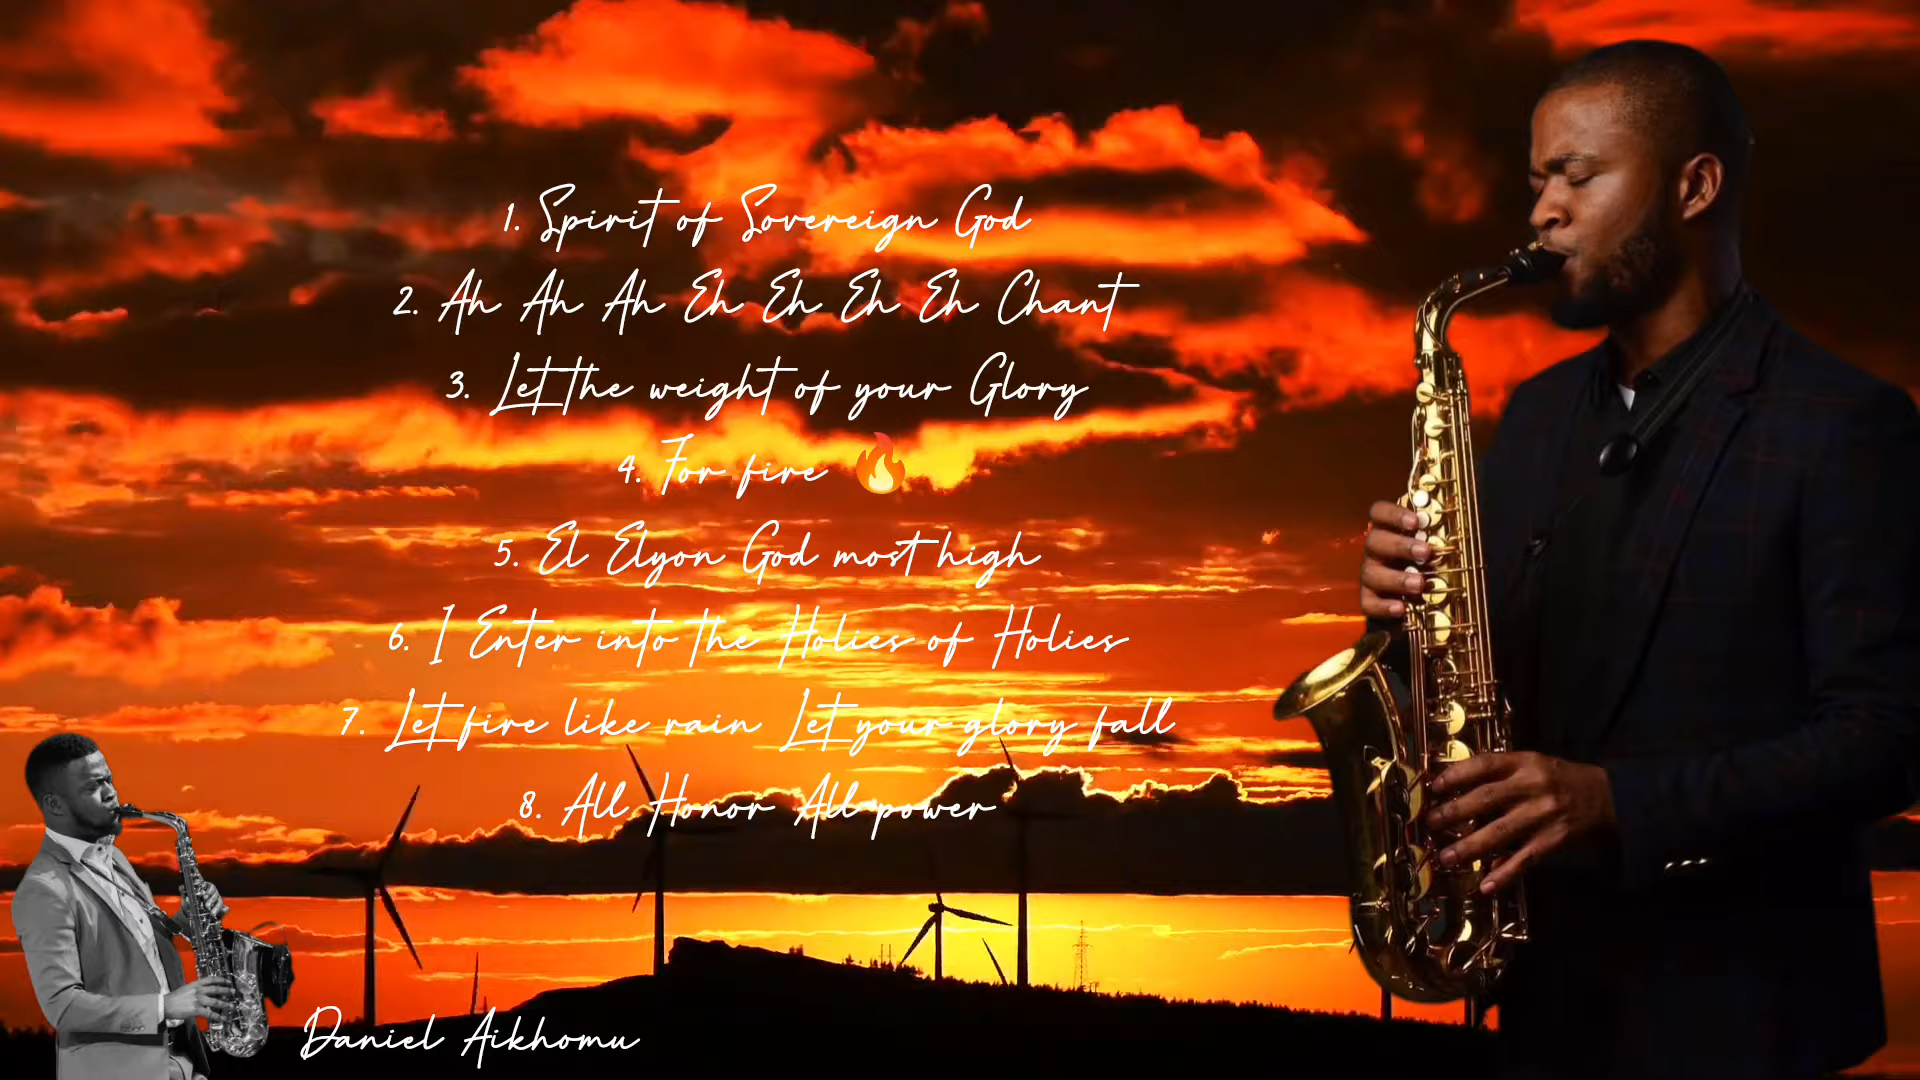 1. Spirit of Sovereign God
2. Ah Ah Ah Eh Eh Eh Eh Chant
3. Let the weight of your Glory
4. For fire 🔥
5. El Elyon God most high
6. I Enter into the Holies of Holies
7. Let fire like rain Let your glory fall
8. All Honor All power
Daniel Aikhomu